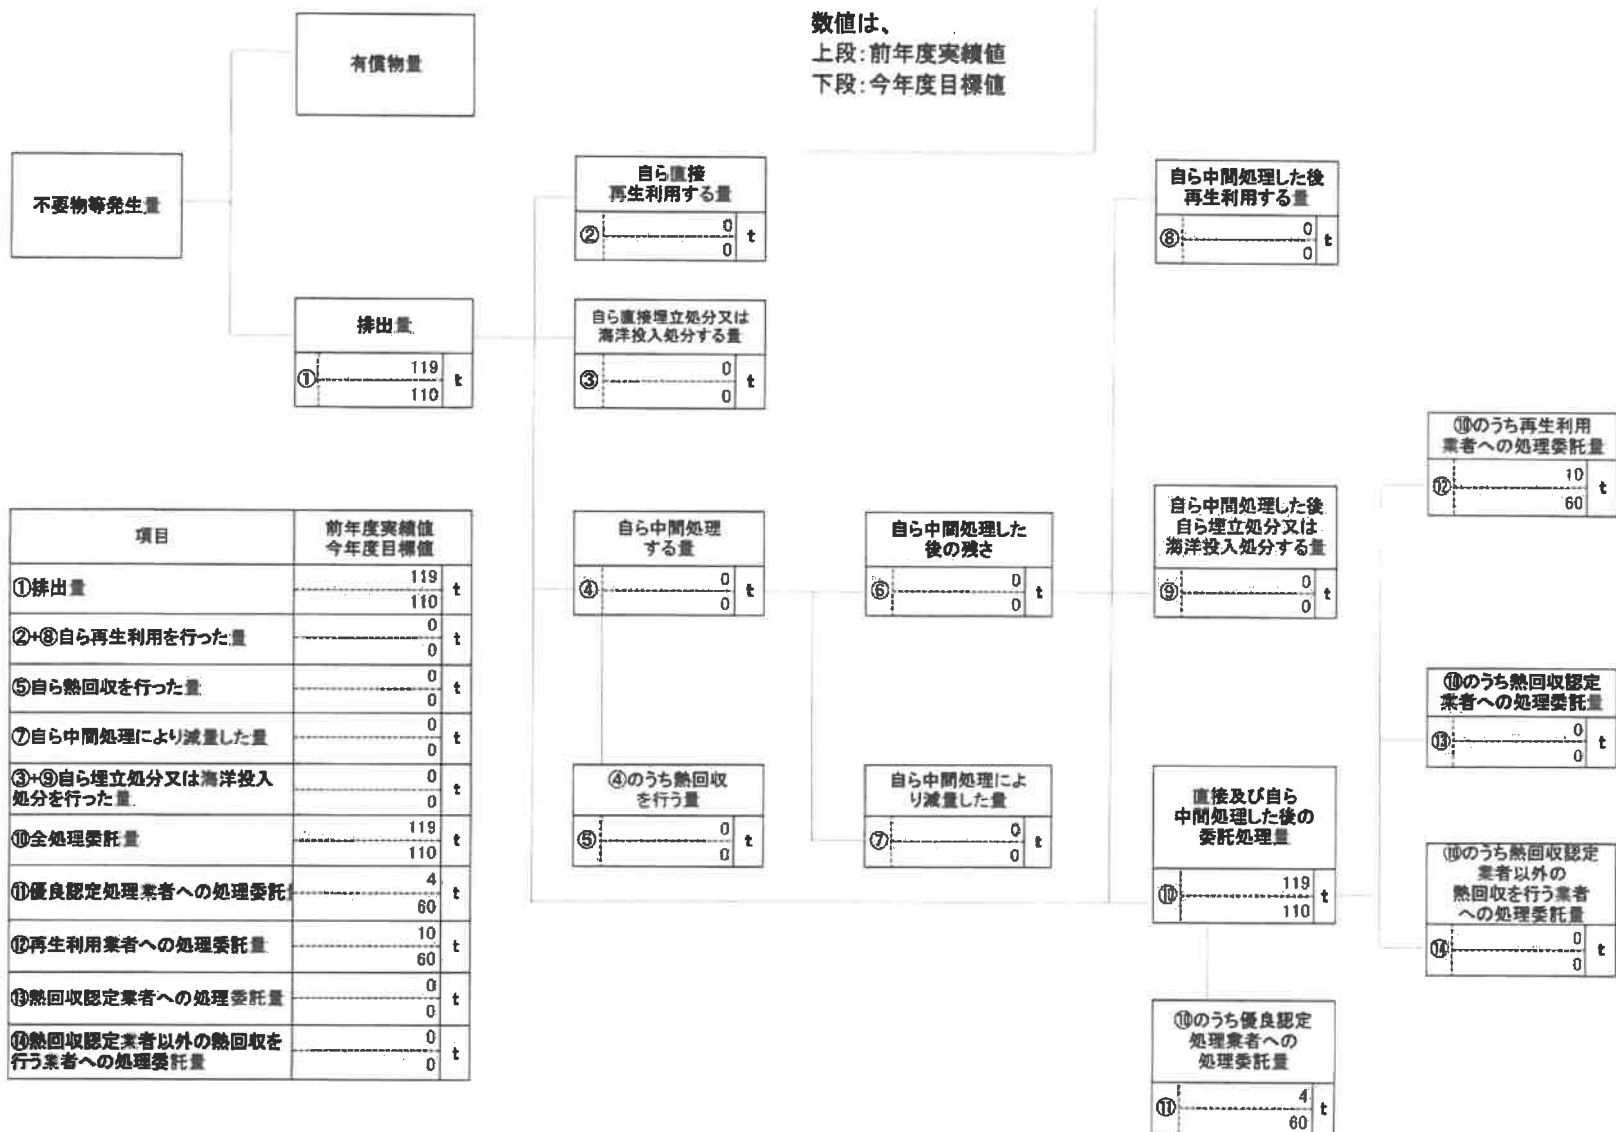 数値は、
上段:前年度実績値
下段:今年度目標値
有償物量
不要物等発生量
排出量
① 119 t
110
自ら直接
再生利用する量
② 0 t
0
自ら直接埋立処分又は
海洋投入処分する量
③ 0 t
0
自ら中間処理
する量
④ 0 t
0
④のうち熱回収
を行う量
⑤ 0 t
0
自ら中間処理した
後の残さ
⑥ 0 t
0
自ら中間処理によ
り減量した量
⑦ 0 t
0
自ら中間処理した後
再生利用する量
⑧ 0 t
0
自ら中間処理した後
自ら埋立処分又は
海洋投入処分する量
⑨ 0 t
0
直接及び自ら
中間処理した後の
委託処理量
⑩ 119 t
110
⑩のうち優良認定
処理業者への
処理委託量
⑪ 4 t
60
⑩のうち再生利用
業者への処理委託量
⑫ 10 t
60
⑩のうち熱回収認定
業者への処理委託量
⑬ 0 t
0
⑩のうち熱回収認定
業者以外の
熱回収を行う業者
への処理委託量
⑭ 0 t
0
項目 前年度実績値
今年度目標値
①排出量 119 t
110
②+⑧自ら再生利用を行った量 0 t
0
⑤自ら熱回収を行った量 0 t
0
⑦自ら中間処理により減量した量 0 t
0
③+⑨自ら埋立処分又は海洋投入
処分を行った量 0 t
0
⑩全処理委託量 119 t
110
⑪優良認定処理業者への処理委託 4 t
60
⑫再生利用業者への処理委託量 10 t
60
⑬熱回収認定業者への処理委託量 0 t
0
⑭熱回収認定業者以外の熱回収を
行う業者への処理委託量 0 t
0